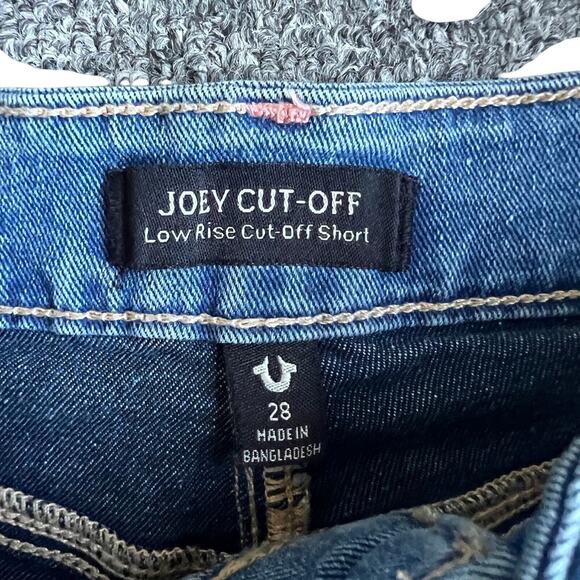 JOEY CUT-OFF
Low Rise Cut-Off Short
28
MADE IN
BANGLADESH